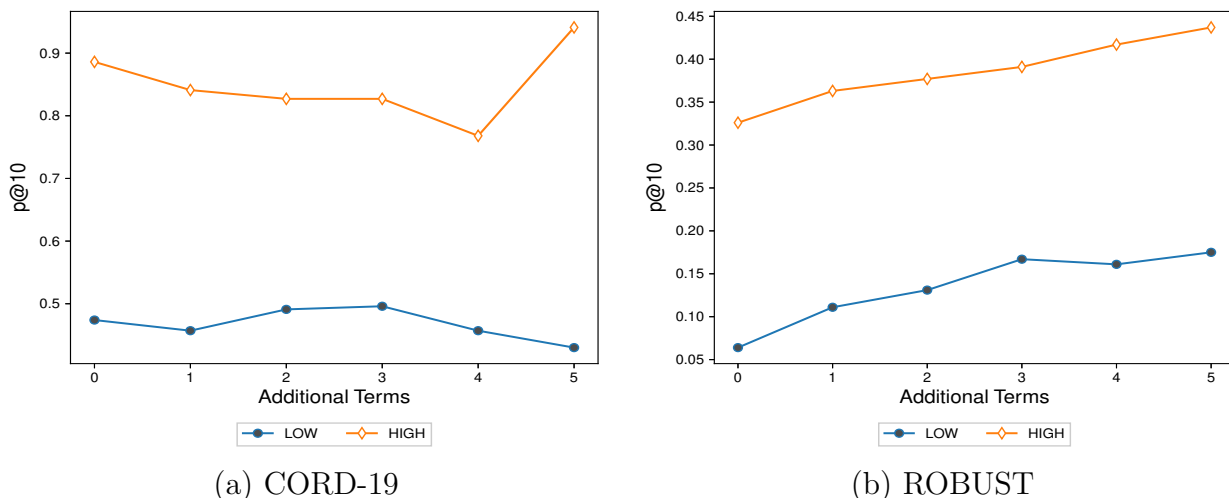 0.9
0.8
0.7
0.6
0.5
p@10
0 1 2 3 4 5
Additional Terms
LOW HIGH
(a) CORD-19
0.45
0.40
0.35
0.30
0.25
0.20
0.15
0.10
0.05
p@10
0 1 2 3 4 5
Additional Terms
LOW HIGH
(b) ROBUST